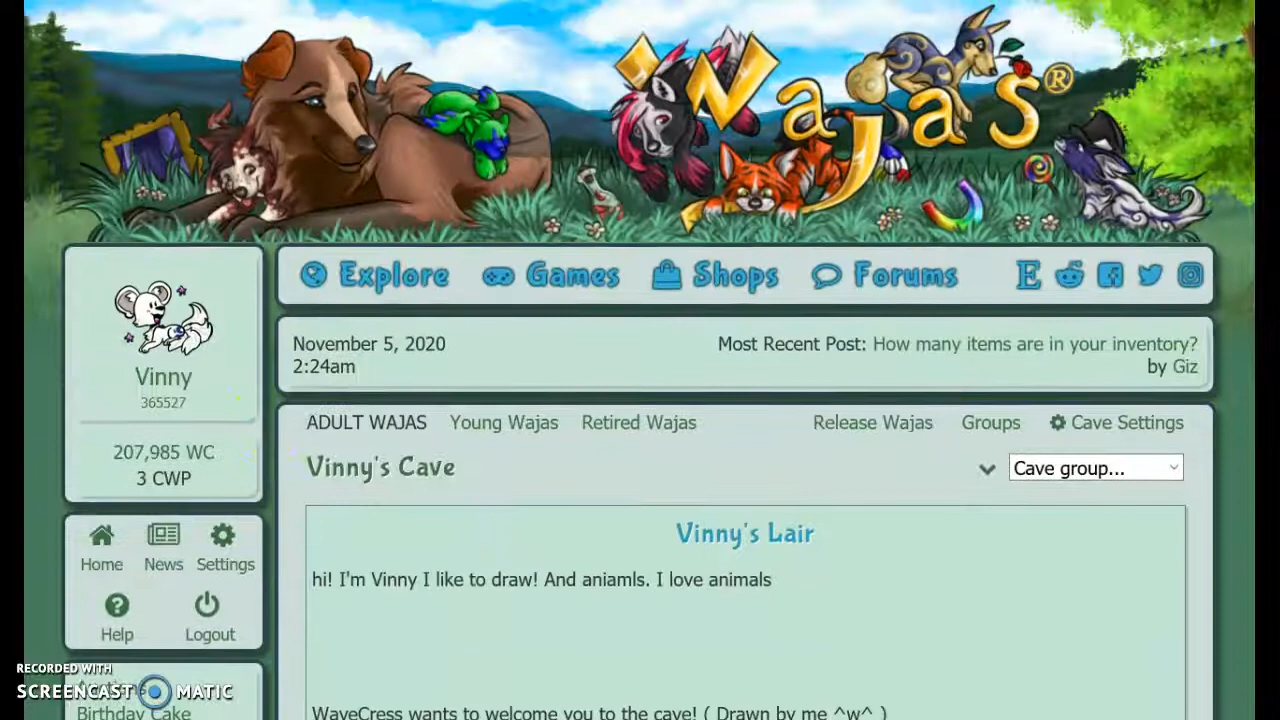 Wajas®
Explore Games Shops Forums
November 5, 2020
2:24am
Most Recent Post: How many items are in your inventory?
by Giz
Vinny
365527
207,985 WC
3 CWP
Home News Settings
Help Logout
Birthday Cake
ADULT WAJAS Young Wajas Retired Wajas Release Wajas Groups Cave Settings
Vinny's Cave
Cave group...
Vinny's Lair
hi! I'm Vinny I like to draw! And aniamls. I love animals
WaveCress wants to welcome you to the cave! ( Drawn by me ^w^ )
RECORDED WITH
SCREENCAST MATIC